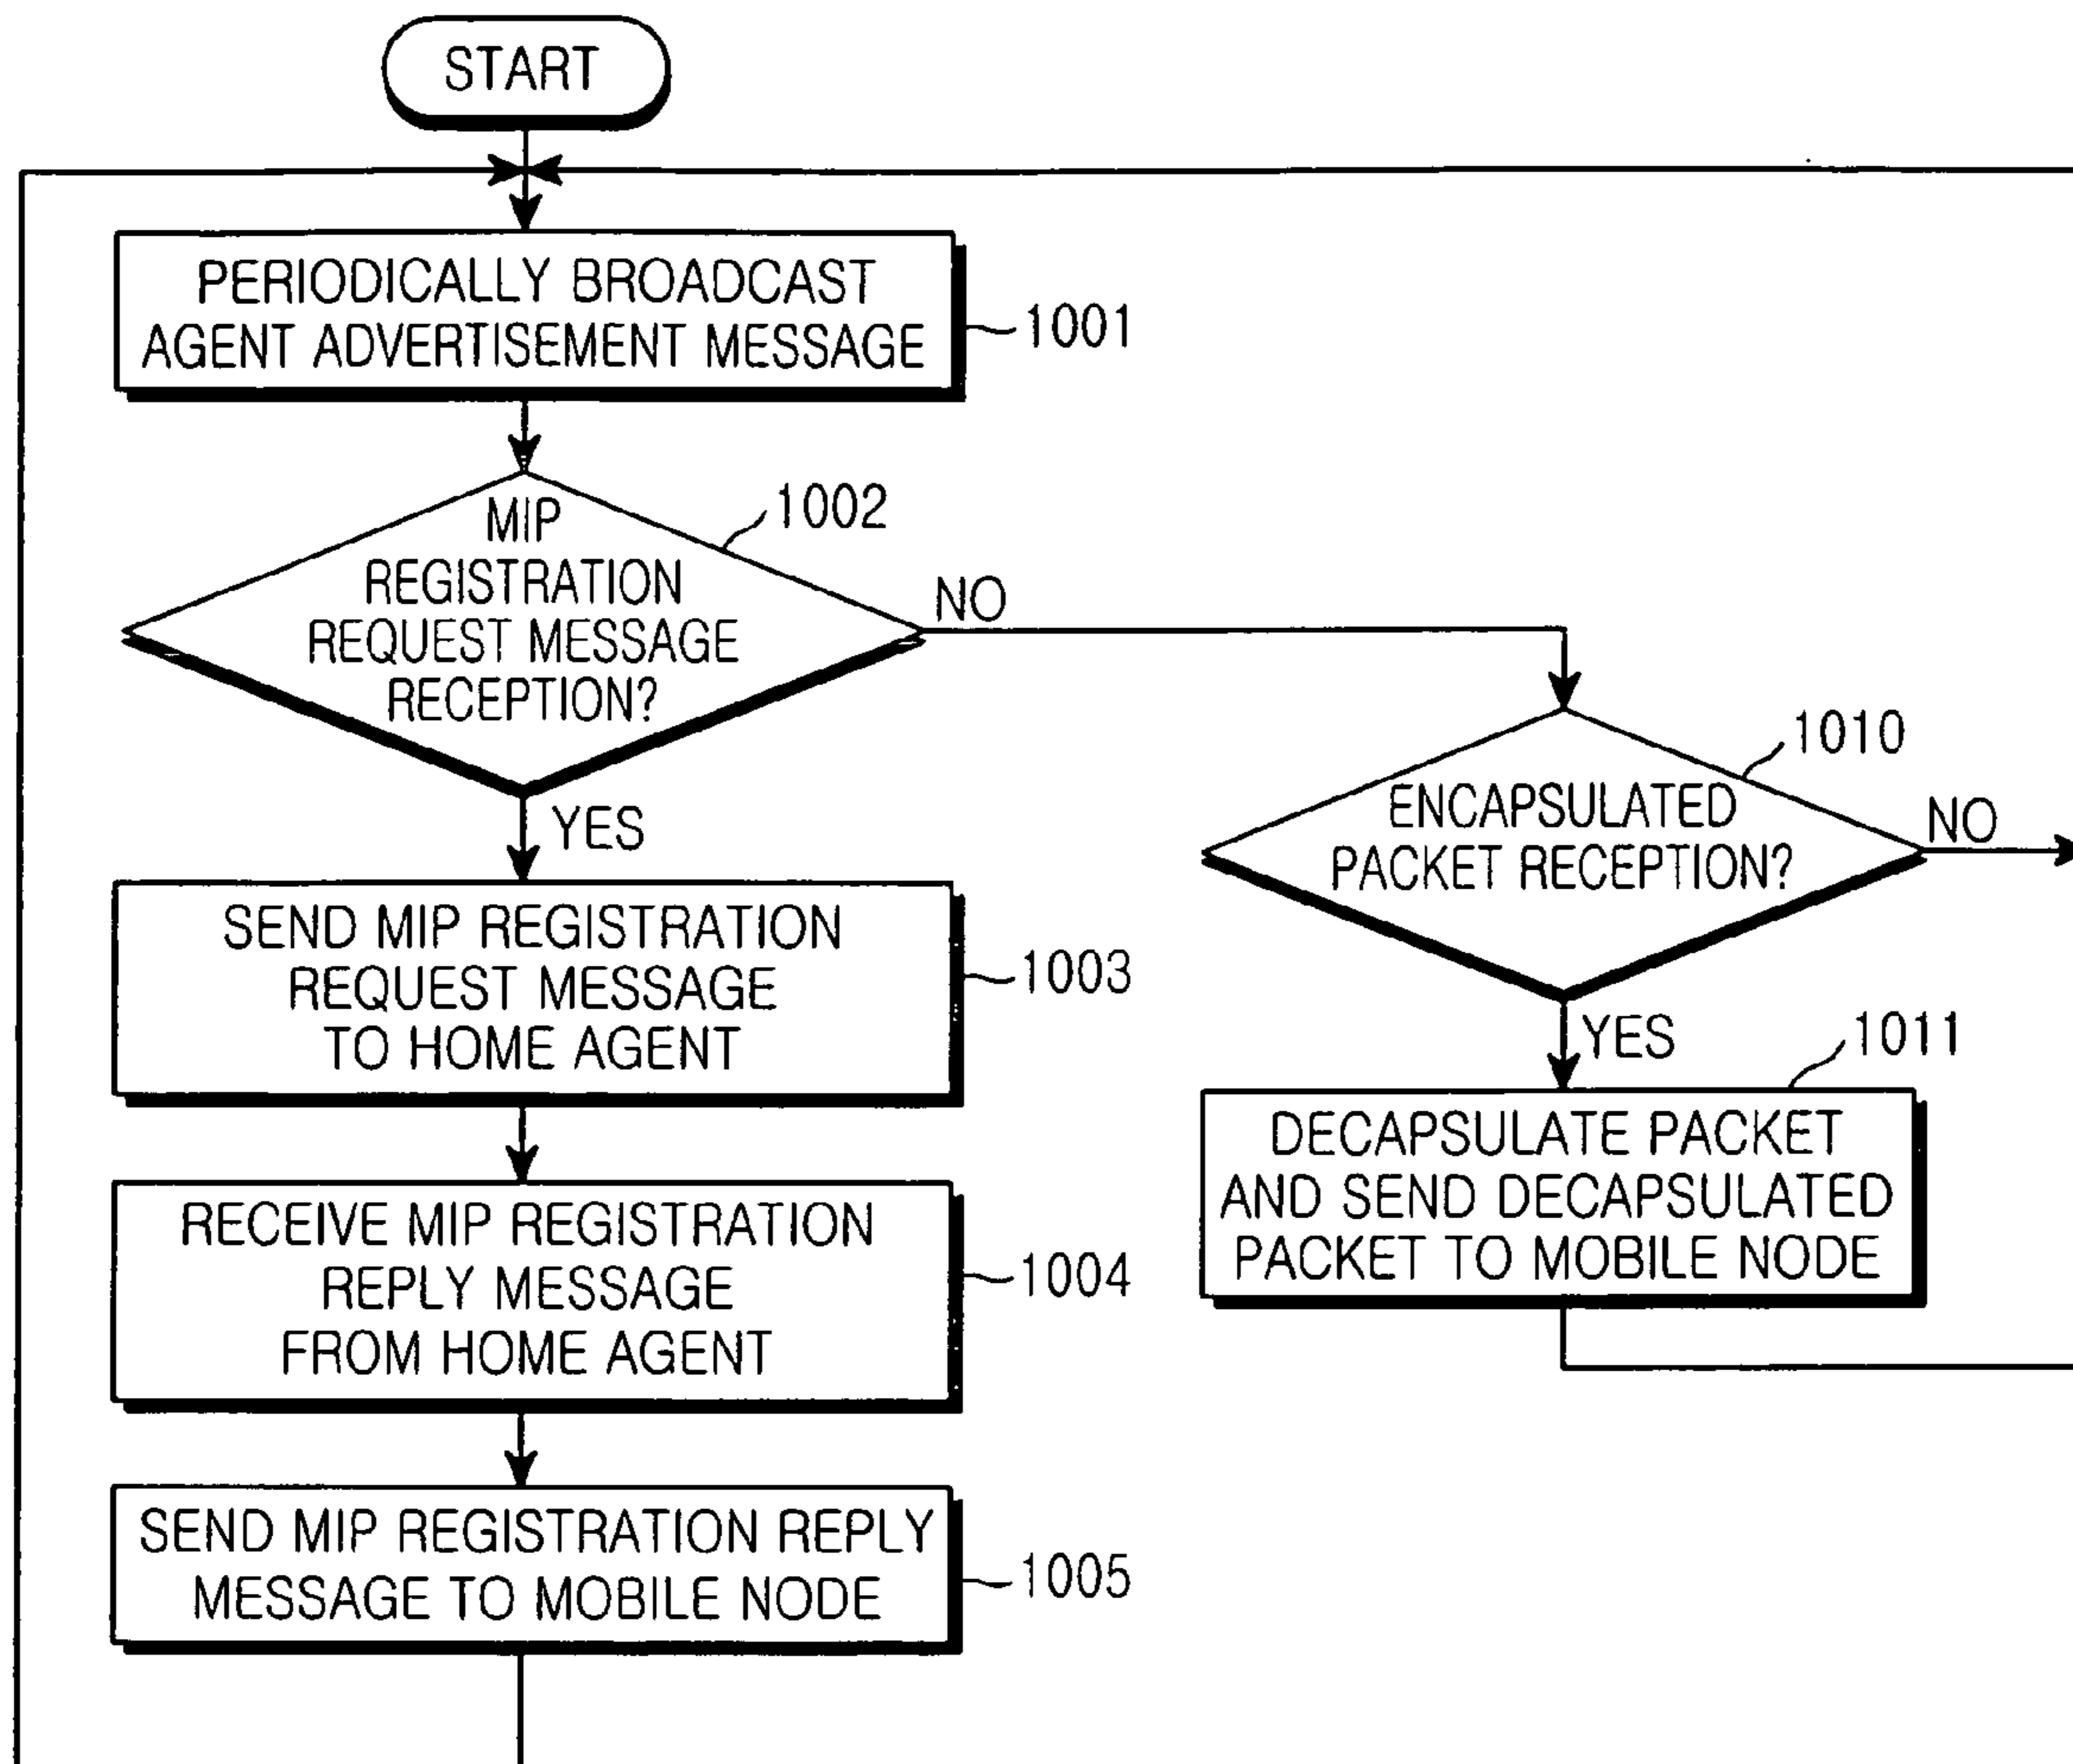 START
PERIODICALLY BROADCAST
AGENT ADVERTISEMENT MESSAGE
1001
MIP
REGISTRATION
REQUEST MESSAGE
RECEPTION?
1002
NO
YES
SEND MIP REGISTRATION
REQUEST MESSAGE
TO HOME AGENT
1003
RECEIVE MIP REGISTRATION
REPLY MESSAGE
FROM HOME AGENT
1004
SEND MIP REGISTRATION REPLY
MESSAGE TO MOBILE NODE
1005
ENCAPSULATED
PACKET RECEPTION?
1010
NO
YES
DECAPSULATE PACKET
AND SEND DECAPSULATED
PACKET TO MOBILE NODE
1011